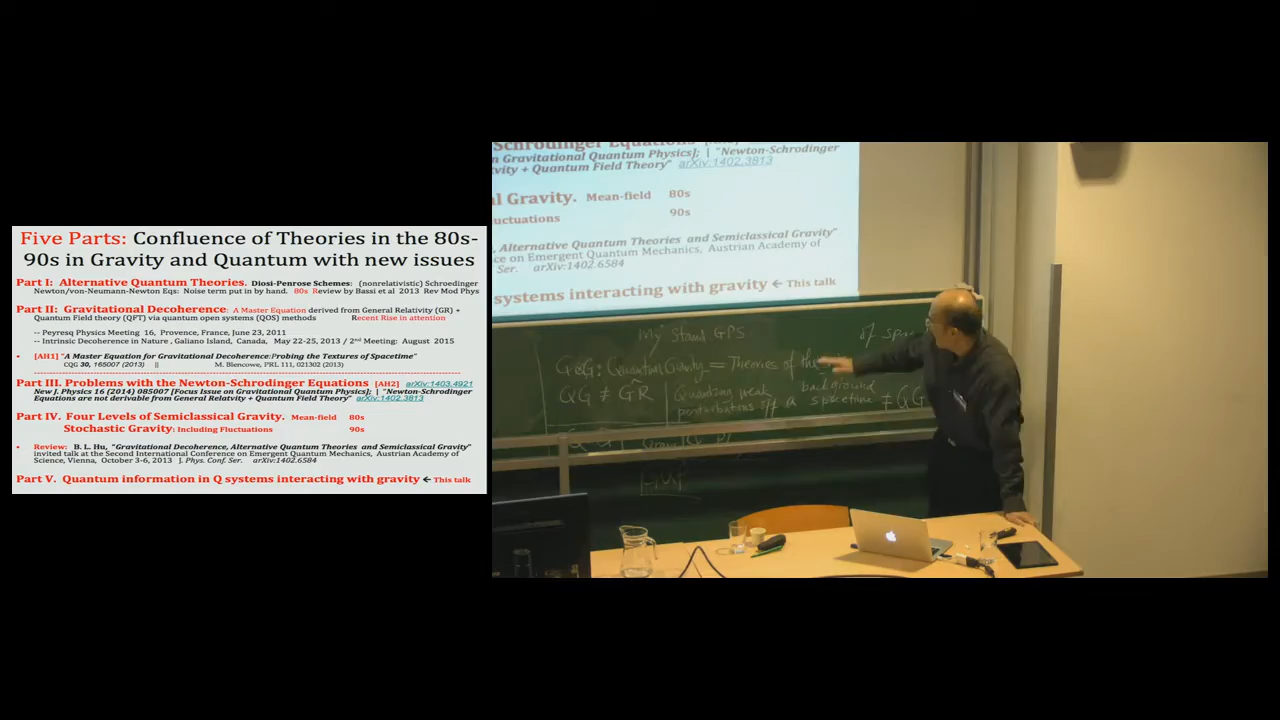 Five Parts: Confluence of Theories in the 80s-
90s in Gravity and Quantum with new issues
Part I: Alternative Quantum Theories. Diosi-Penrose Schemes: (nonrelativistic) Schroedinger
Newton/von-Neumann-Newton Eqs: Noise term put in by hand. 80s Review by Bassi et al 2013 Rev Mod Phys
Part II: Gravitational Decoherence: A Master Equation derived from General Relativity (GR) +
Quantum Field theory (QFT) via quantum open systems (QOS) methods Recent Rise in attention
-- Peyresq Physics Meeting 16, Provence, France, June 23, 2011
-- Intrinsic Decoherence in Nature , Galiano Island, Canada, May 22-25, 2013 / 2nd Meeting: August 2015
• [AH1] "A Master Equation for Gravitational Decoherence:Probing the Textures of Spacetime"
CQG 30, 165007 (2013) || M. Blencowe, PRL 111, 021302 (2013)
Part III. Problems with the Newton-Schrodinger Equations [AH2] arXiv:1403.4921
New J. Physics 16 (2014) 085007 [Focus Issue on Gravitational Quantum Physics]; | "Newton-Schrodinger
Equations are not derivable from General Relatvity + Quantum Field Theory" arXiv:1402.3813
Part IV. Four Levels of Semiclassical Gravity. Mean-field 80s
Stochastic Gravity: Including Fluctuations 90s
• Review: B. L. Hu, "Gravitational Decoherence, Alternative Quantum Theories and Semiclassical Gravity"
invited talk at the Second International Conference on Emergent Quantum Mechanics, Austrian Academy of
Science, Vienna, October 3-6, 2013 J. Phys. Conf. Ser. arXiv:1402.6584
Part V. Quantum information in Q systems interacting with gravity ← This talk
n Gravitational Quantum Physics]; | "Newton-Schrodinger
tvity + Quantum Field Theory" arXiv:1402.3813
l Gravity. Mean-field 80s
uctuations 90s
, Alternative Quantum Theories and Semiclassical Gravity"
ce on Emergent Quantum Mechanics, Austrian Academy of
Ser. arXiv:1402.6584
systems interacting with gravity ← This talk
My Stand GPS
: Quantum Gravity = Theories of the
of spac
QG ≠ GR
Quantizing weak
perturbations off a background
spacetime ≠ QG